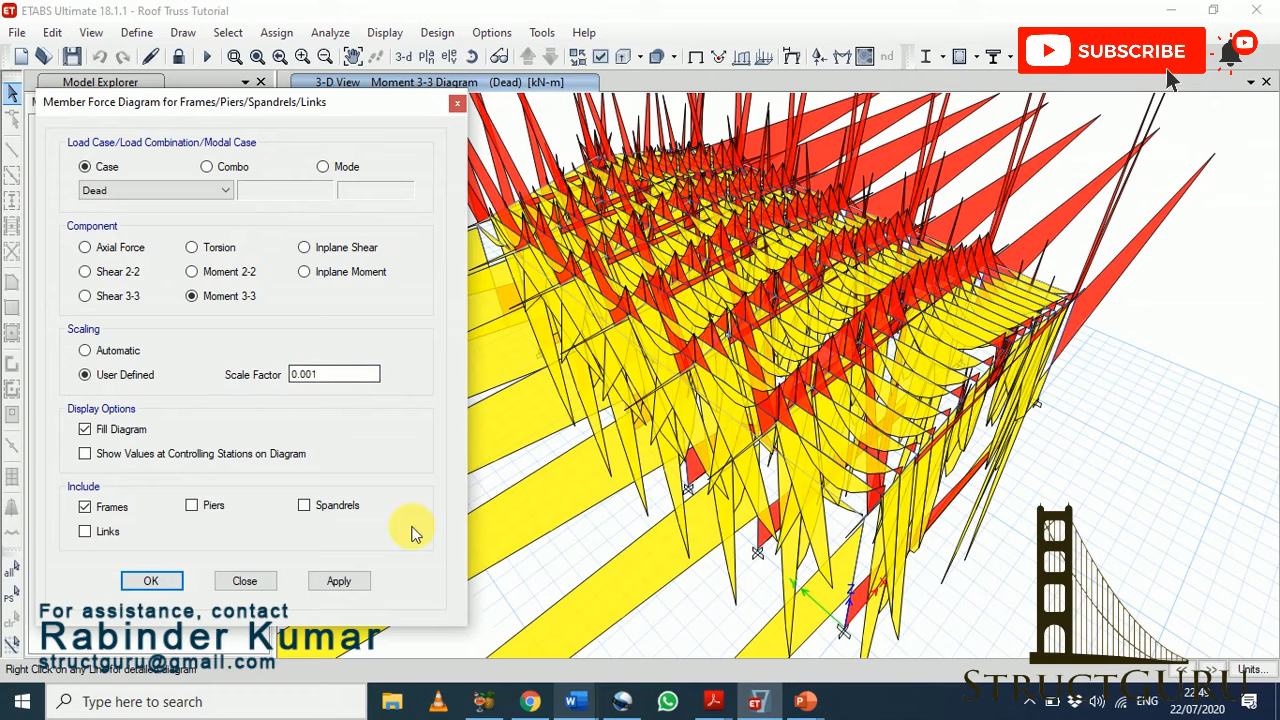 ETABS Ultimate 18.1.1 - Roof Truss Tutorial
File Edit View Define Draw Select Assign Analyze Display Design Options Tools Help
3-d nd
SUBSCRIBE
Model Explorer
3-D View Moment 3-3 Diagram (Dead) [kN-m]
Member Force Diagram for Frames/Piers/Spandrels/Links
Load Case/Load Combination/Modal Case
Case Combo Mode
Dead
Component
Axial Force Torsion Inplane Shear
Shear 2-2 Moment 2-2 Inplane Moment
Shear 3-3 Moment 3-3
Scaling
Automatic
User Defined Scale Factor 0.001
Display Options
Fill Diagram
Show Values at Controlling Stations on Diagram
Include
Frames Piers Spandrels
Links
OK Close Apply
all
PS
clr
For assistance, contact
Rabinder Kumar
structguru@gmail.com
Right Click on any Line for detailed diagram
<< >> Units...
STRUCTGURU
Type here to search
ENG
22/07/2020